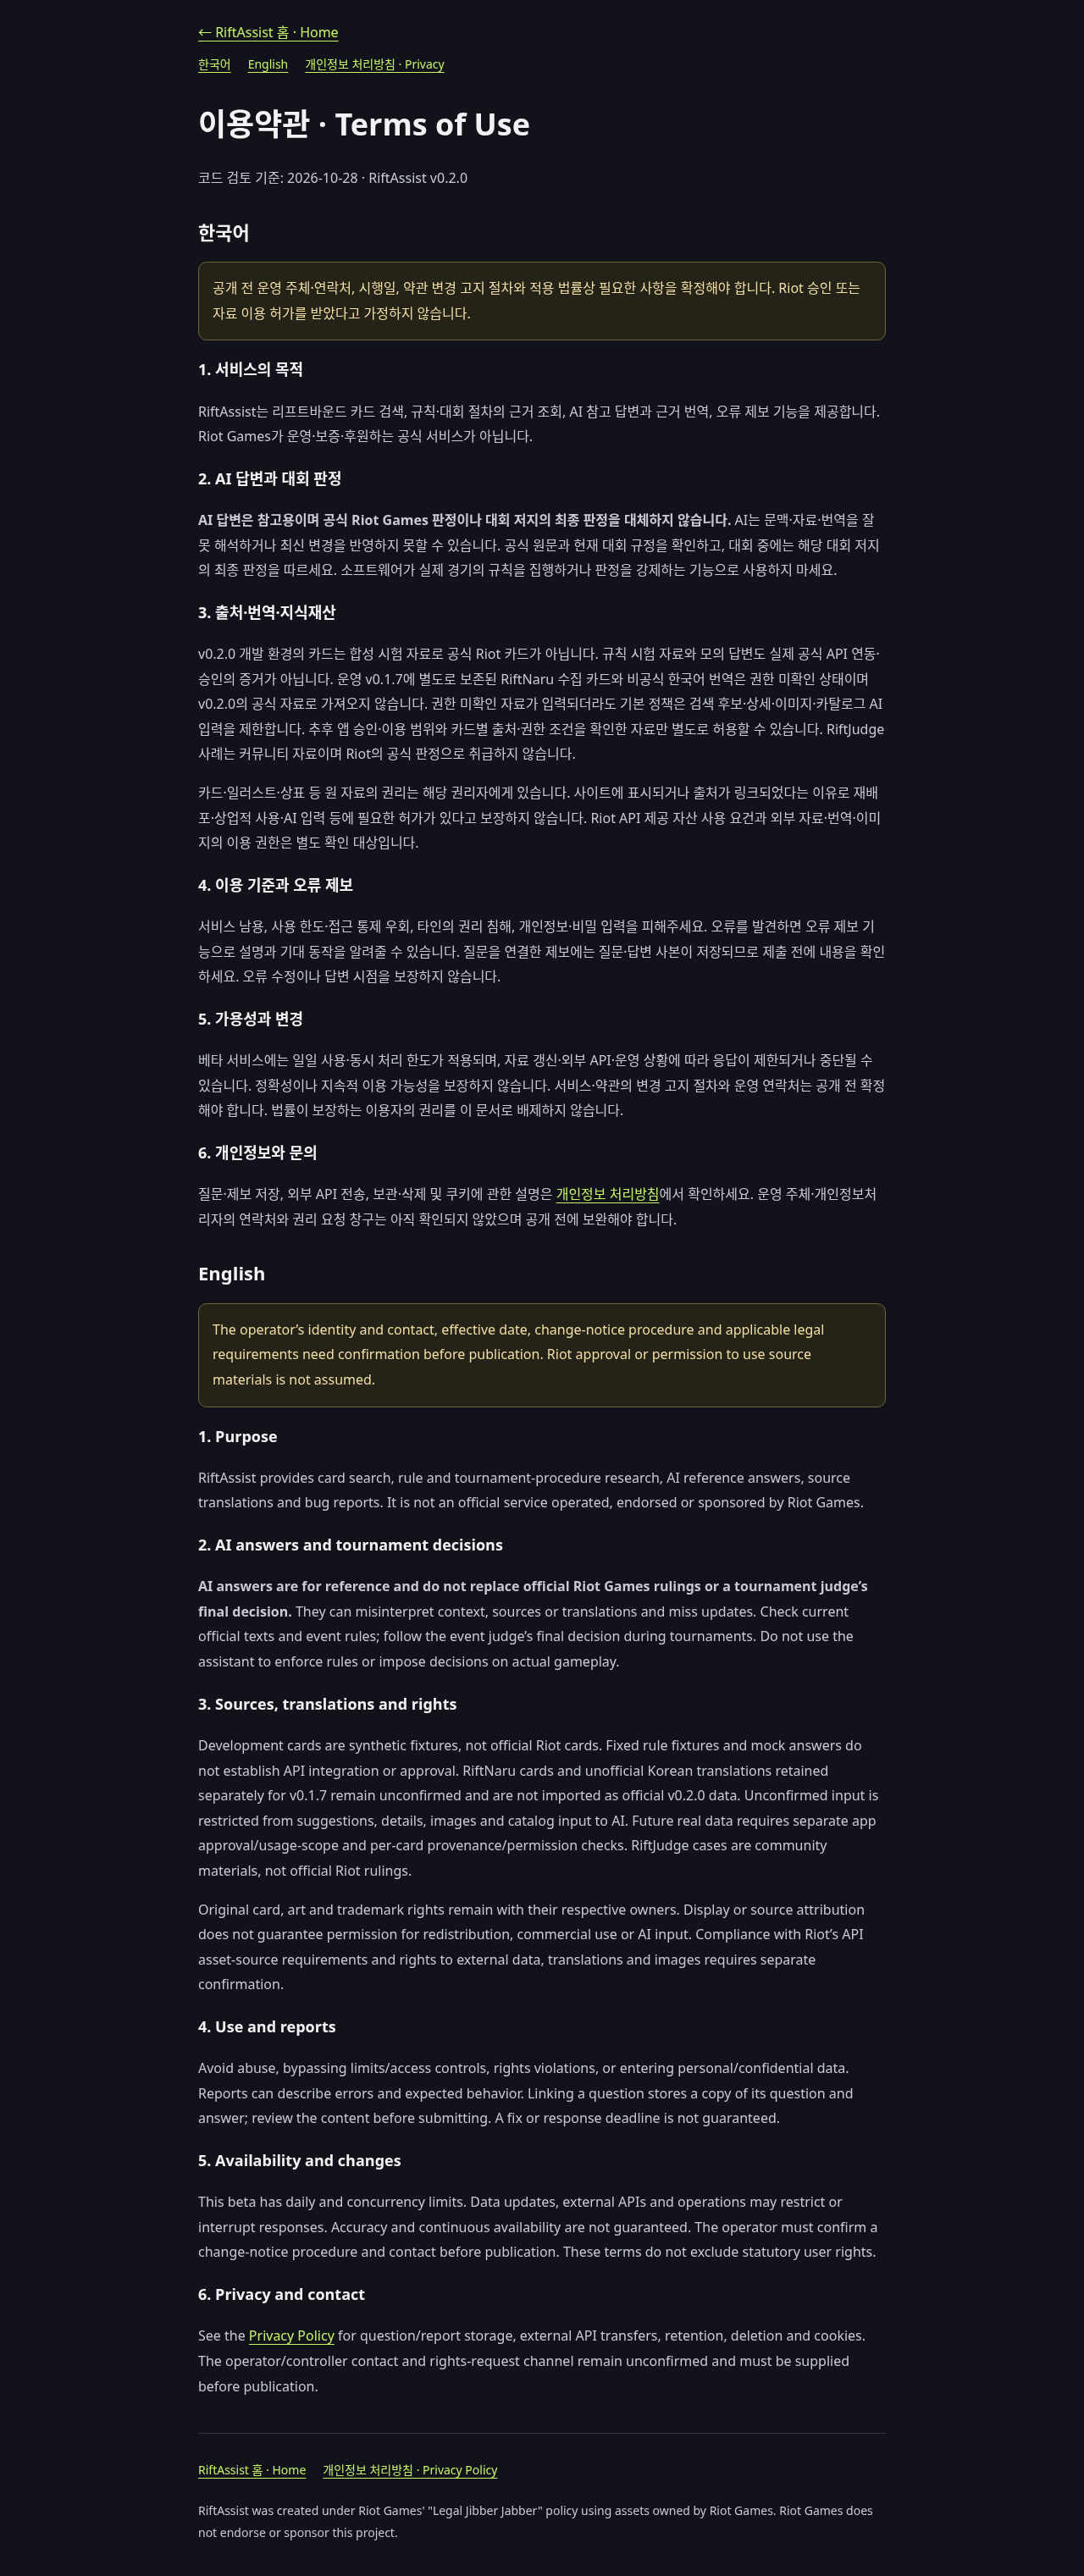 ← RiftAssist 홈 · Home
한국어 English 개인정보 처리방침 · Privacy
이용약관 · Terms of Use
코드 검토 기준: 2026-10-28 · RiftAssist v0.2.0
한국어
공개 전 운영 주체·연락처, 시행일, 약관 변경 고지 절차와 적용 법률상 필요한 사항을 확정해야 합니다. Riot 승인 또는
자료 이용 허가를 받았다고 가정하지 않습니다.
1. 서비스의 목적
RiftAssist는 리프트바운드 카드 검색, 규칙·대회 절차의 근거 조회, AI 참고 답변과 근거 번역, 오류 제보 기능을 제공합니다.
Riot Games가 운영·보증·후원하는 공식 서비스가 아닙니다.
2. AI 답변과 대회 판정
AI 답변은 참고용이며 공식 Riot Games 판정이나 대회 저지의 최종 판정을 대체하지 않습니다. AI는 문맥·자료·번역을 잘
못 해석하거나 최신 변경을 반영하지 못할 수 있습니다. 공식 원문과 현재 대회 규정을 확인하고, 대회 중에는 해당 대회 저지
의 최종 판정을 따르세요. 소프트웨어가 실제 경기의 규칙을 집행하거나 판정을 강제하는 기능으로 사용하지 마세요.
3. 출처·번역·지식재산
v0.2.0 개발 환경의 카드는 합성 시험 자료로 공식 Riot 카드가 아닙니다. 규칙 시험 자료와 모의 답변도 실제 공식 API 연동·
승인의 증거가 아닙니다. 운영 v0.1.7에 별도로 보존된 RiftNaru 수집 카드와 비공식 한국어 번역은 권한 미확인 상태이며
v0.2.0의 공식 자료로 가져오지 않습니다. 권한 미확인 자료가 입력되더라도 기본 정책은 검색 후보·상세·이미지·카탈로그 AI
입력을 제한합니다. 추후 앱 승인·이용 범위와 카드별 출처·권한 조건을 확인한 자료만 별도로 허용할 수 있습니다. RiftJudge
사례는 커뮤니티 자료이며 Riot의 공식 판정으로 취급하지 않습니다.
카드·일러스트·상표 등 원 자료의 권리는 해당 권리자에게 있습니다. 사이트에 표시되거나 출처가 링크되었다는 이유로 재배
포·상업적 사용·AI 입력 등에 필요한 허가가 있다고 보장하지 않습니다. Riot API 제공 자산 사용 요건과 외부 자료·번역·이미
지의 이용 권한은 별도 확인 대상입니다.
4. 이용 기준과 오류 제보
서비스 남용, 사용 한도·접근 통제 우회, 타인의 권리 침해, 개인정보·비밀 입력을 피해주세요. 오류를 발견하면 오류 제보 기
능으로 설명과 기대 동작을 알려줄 수 있습니다. 질문을 연결한 제보에는 질문·답변 사본이 저장되므로 제출 전에 내용을 확인
하세요. 오류 수정이나 답변 시점을 보장하지 않습니다.
5. 가용성과 변경
베타 서비스에는 일일 사용·동시 처리 한도가 적용되며, 자료 갱신·외부 API·운영 상황에 따라 응답이 제한되거나 중단될 수
있습니다. 정확성이나 지속적 이용 가능성을 보장하지 않습니다. 서비스·약관의 변경 고지 절차와 운영 연락처는 공개 전 확정
해야 합니다. 법률이 보장하는 이용자의 권리를 이 문서로 배제하지 않습니다.
6. 개인정보와 문의
질문·제보 저장, 외부 API 전송, 보관·삭제 및 쿠키에 관한 설명은 개인정보 처리방침에서 확인하세요. 운영 주체·개인정보처
리자의 연락처와 권리 요청 창구는 아직 확인되지 않았으며 공개 전에 보완해야 합니다.
English
The operator’s identity and contact, effective date, change-notice procedure and applicable legal
requirements need confirmation before publication. Riot approval or permission to use source
materials is not assumed.
1. Purpose
RiftAssist provides card search, rule and tournament-procedure research, AI reference answers, source
translations and bug reports. It is not an official service operated, endorsed or sponsored by Riot Games.
2. AI answers and tournament decisions
AI answers are for reference and do not replace official Riot Games rulings or a tournament judge’s
final decision. They can misinterpret context, sources or translations and miss updates. Check current
official texts and event rules; follow the event judge’s final decision during tournaments. Do not use the
assistant to enforce rules or impose decisions on actual gameplay.
3. Sources, translations and rights
Development cards are synthetic fixtures, not official Riot cards. Fixed rule fixtures and mock answers do
not establish API integration or approval. RiftNaru cards and unofficial Korean translations retained
separately for v0.1.7 remain unconfirmed and are not imported as official v0.2.0 data. Unconfirmed input is
restricted from suggestions, details, images and catalog input to AI. Future real data requires separate app
approval/usage-scope and per-card provenance/permission checks. RiftJudge cases are community
materials, not official Riot rulings.
Original card, art and trademark rights remain with their respective owners. Display or source attribution
does not guarantee permission for redistribution, commercial use or AI input. Compliance with Riot’s API
asset-source requirements and rights to external data, translations and images requires separate
confirmation.
4. Use and reports
Avoid abuse, bypassing limits/access controls, rights violations, or entering personal/confidential data.
Reports can describe errors and expected behavior. Linking a question stores a copy of its question and
answer; review the content before submitting. A fix or response deadline is not guaranteed.
5. Availability and changes
This beta has daily and concurrency limits. Data updates, external APIs and operations may restrict or
interrupt responses. Accuracy and continuous availability are not guaranteed. The operator must confirm a
change-notice procedure and contact before publication. These terms do not exclude statutory user rights.
6. Privacy and contact
See the Privacy Policy for question/report storage, external API transfers, retention, deletion and cookies.
The operator/controller contact and rights-request channel remain unconfirmed and must be supplied
before publication.
RiftAssist 홈 · Home 개인정보 처리방침 · Privacy Policy
RiftAssist was created under Riot Games' "Legal Jibber Jabber" policy using assets owned by Riot Games. Riot Games does
not endorse or sponsor this project.